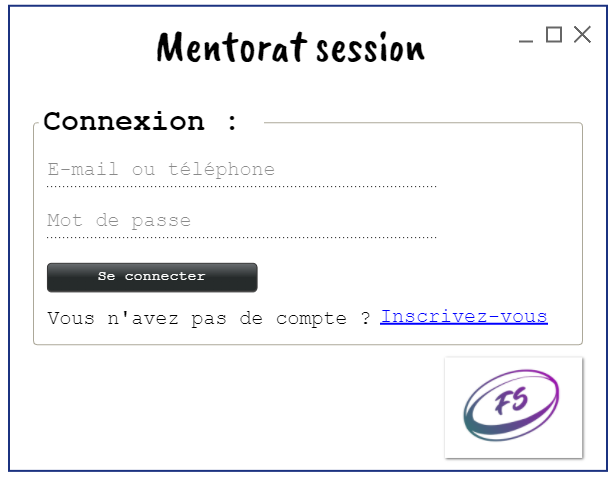 Mentorat session
Connexion :
E-mail ou téléphone
Mot de passe
Se connecter
Vous n'avez pas de compte ? Inscrivez-vous
FS